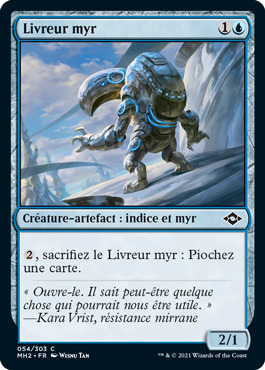 Livreur myr 1
Créature-artefact : indice et myr
2, sacrifiez le Livreur myr : Piochez
une carte.
« Ouvre-le. Il sait peut-être quelque
chose qui pourrait nous être utile. »
—Kara Vrist, résistance mirrane
2/1
054/303 C
MH2 • FR Wisnu Tan
™ & © 2021 Wizards of the Coast